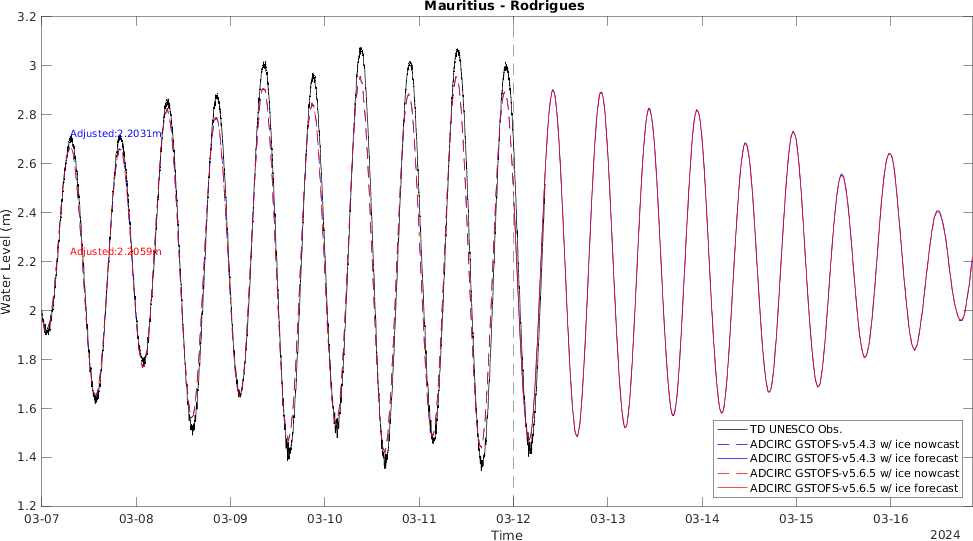 Mauritius - Rodrigues
3.2
3
2.8
2.6
2.4
2.2
2
1.8
1.6
1.4
1.2
Water Level (m)
Adjusted:2.2031m
Adjusted:2.2059m
TD UNESCO Obs.
ADCIRC GSTOFS-v5.4.3 w/ ice nowcast
ADCIRC GSTOFS-v5.4.3 w/ ice forecast
ADCIRC GSTOFS-v5.6.5 w/ ice nowcast
ADCIRC GSTOFS-v5.6.5 w/ ice forecast
03-07 03-08 03-09 03-10 03-11 03-12 03-13 03-14 03-15 03-16
Time
2024